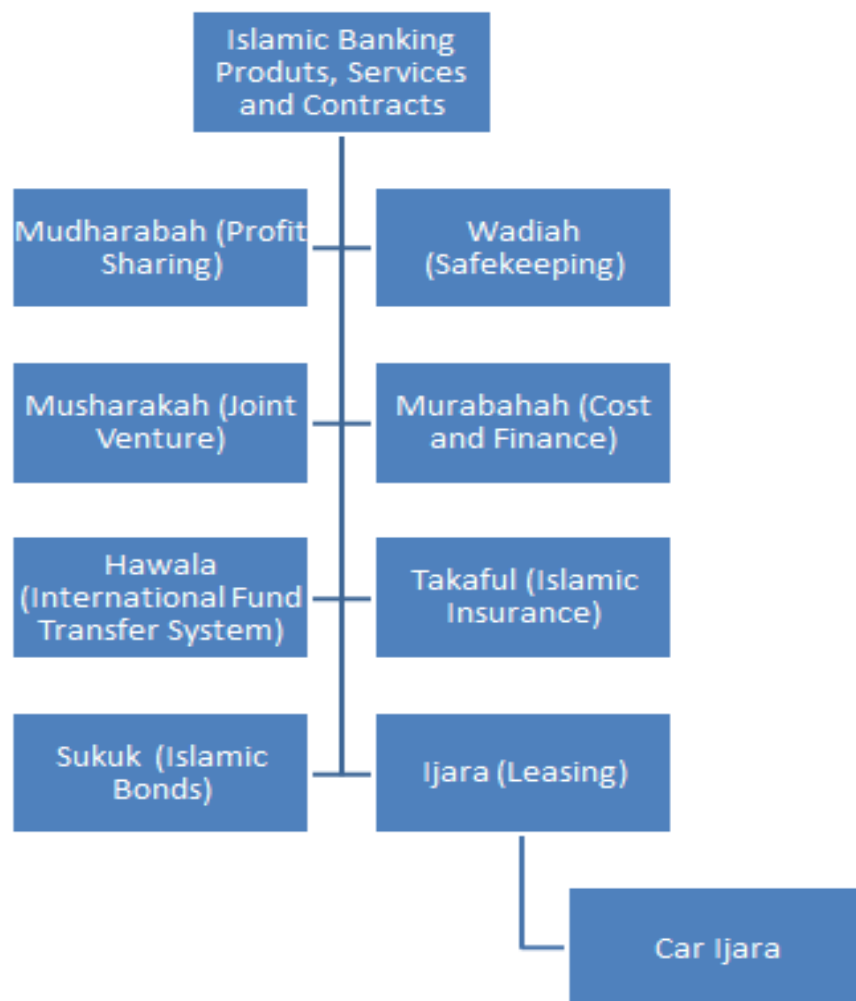 Islamic Banking
Produts, Services
and Contracts
Mudharabah (Profit
Sharing)
Wadiah
(Safekeeping)
Musharakah (Joint
Venture)
Murabahah (Cost
and Finance)
Hawala
(International Fund
Transfer System)
Takaful (Islamic
Insurance)
Sukuk (Islamic
Bonds)
Ijara (Leasing)
Car Ijara